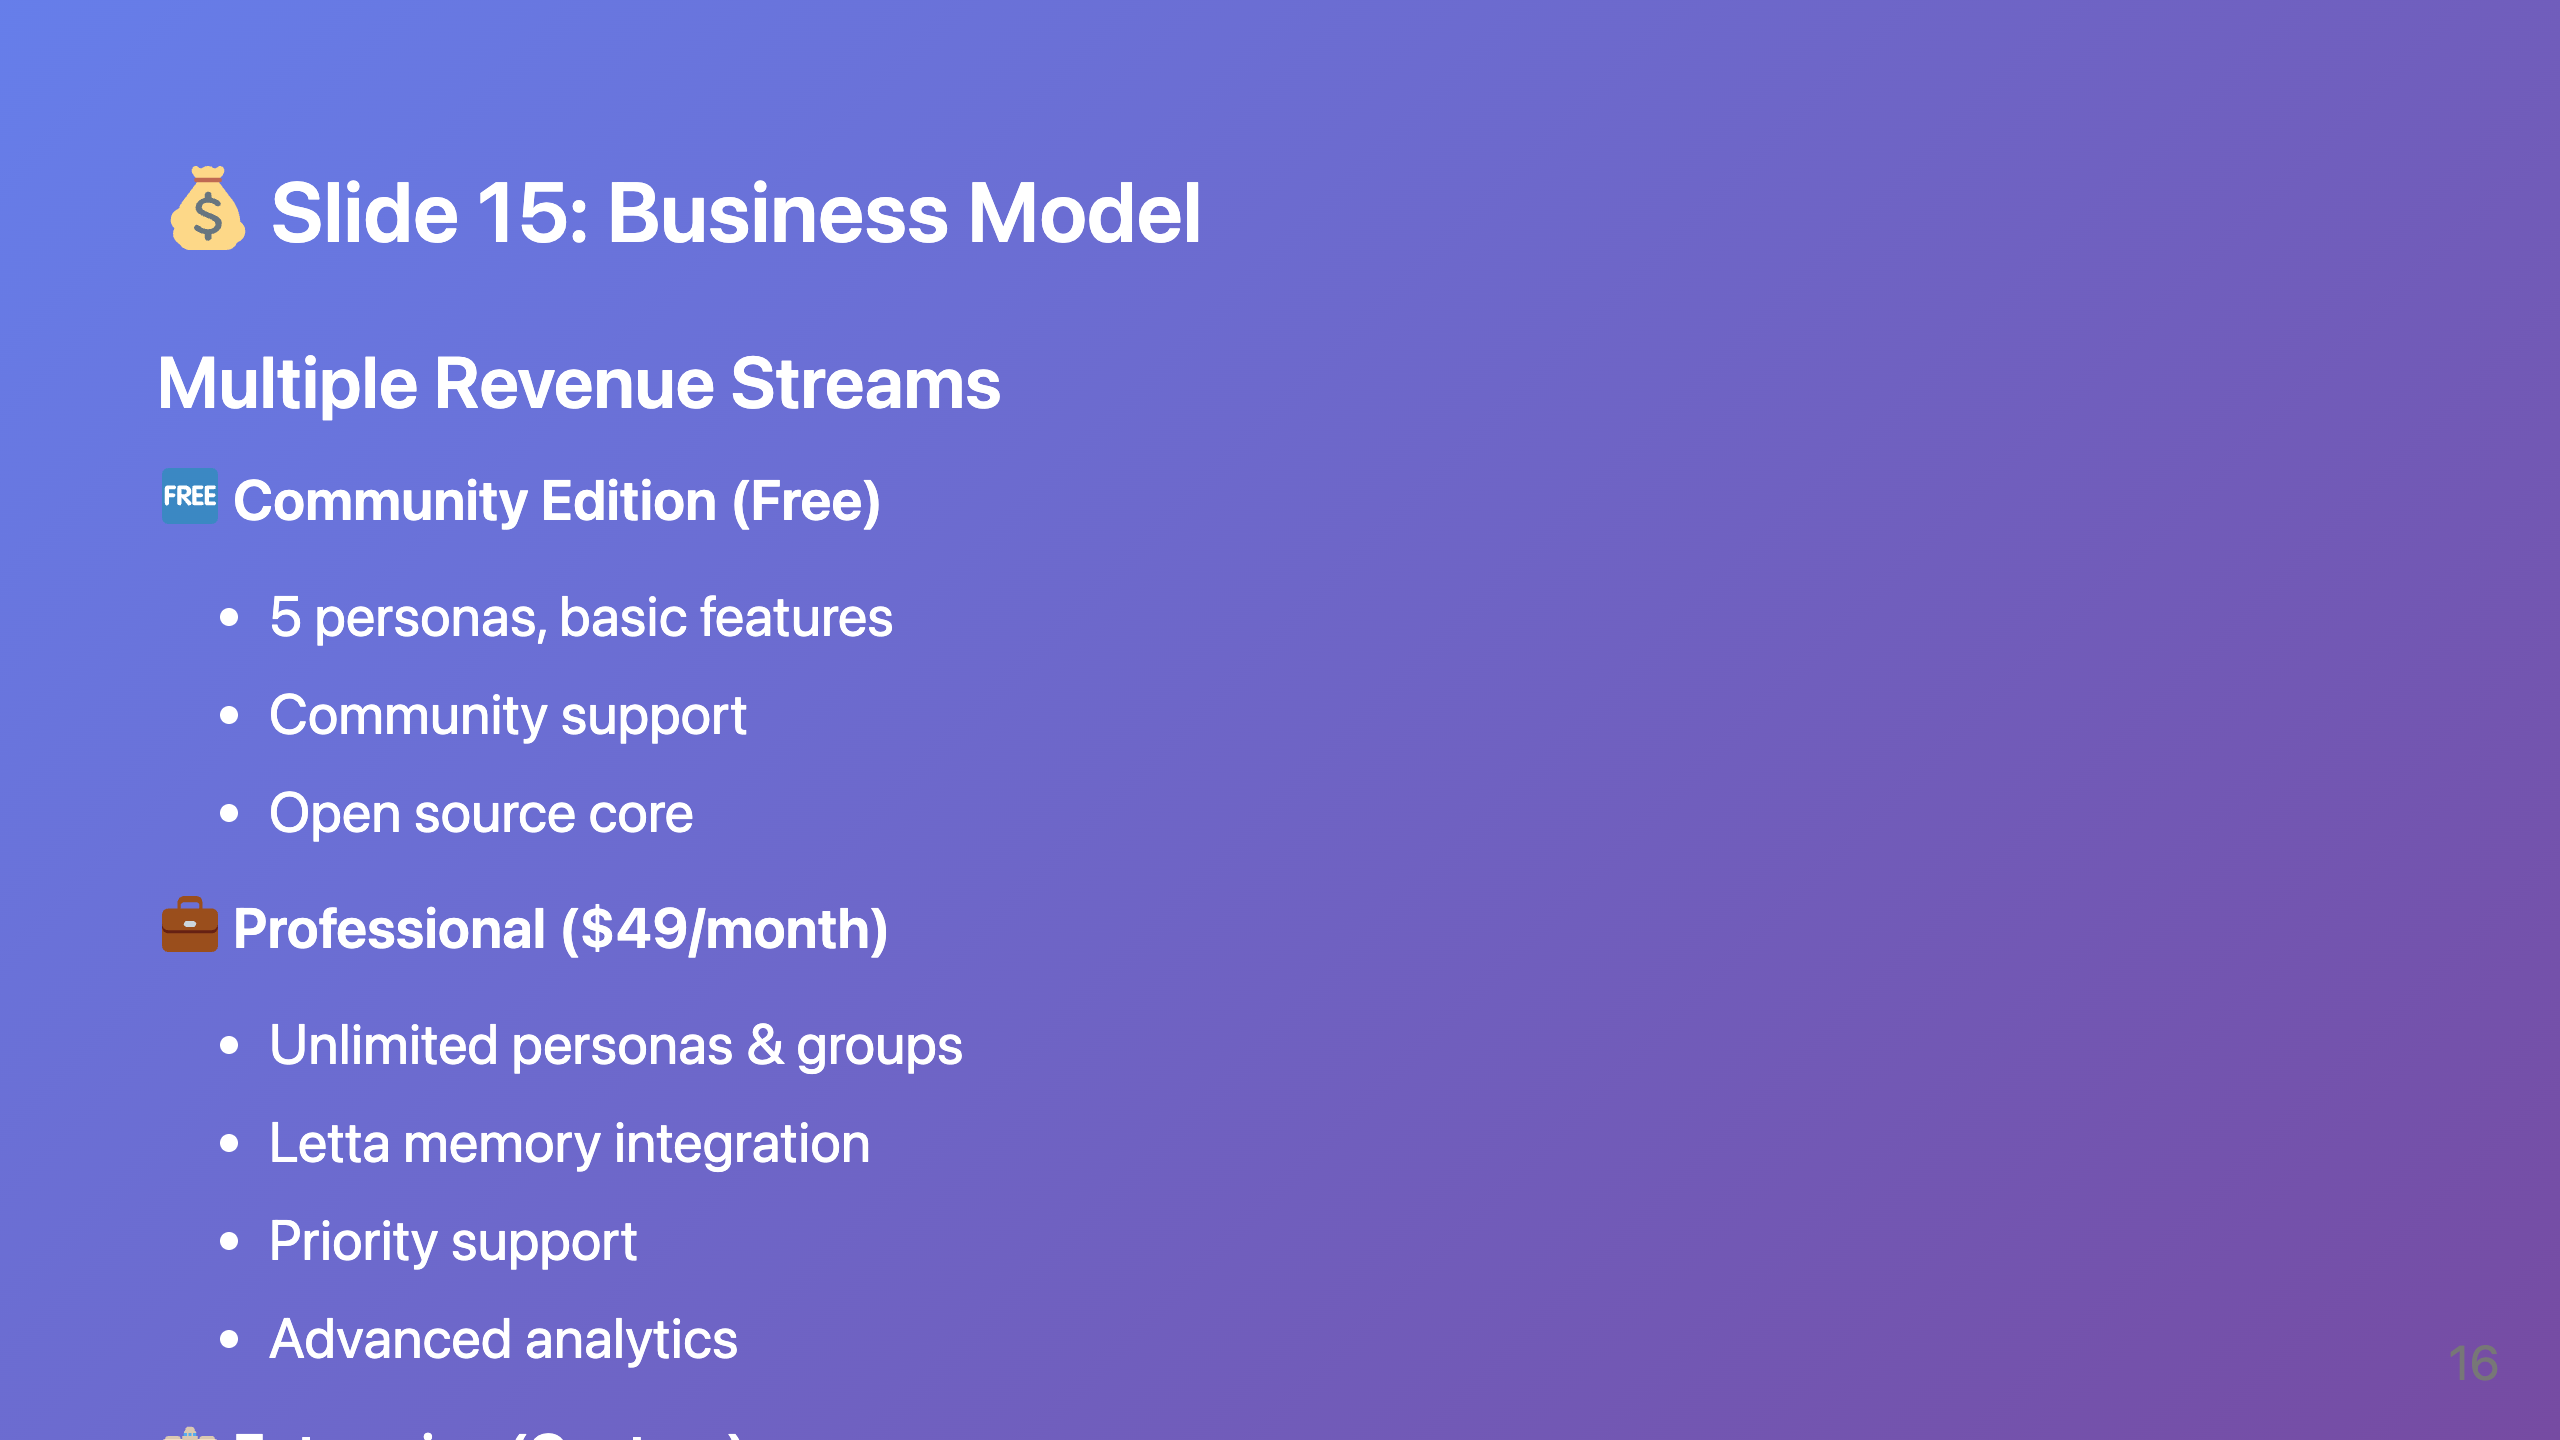 Slide 15: Business Model
Multiple Revenue Streams
FREE Community Edition (Free)
• 5 personas, basic features
• Community support
• Open source core
Professional ($49/month)
• Unlimited personas & groups
• Letta memory integration
• Priority support
• Advanced analytics
16